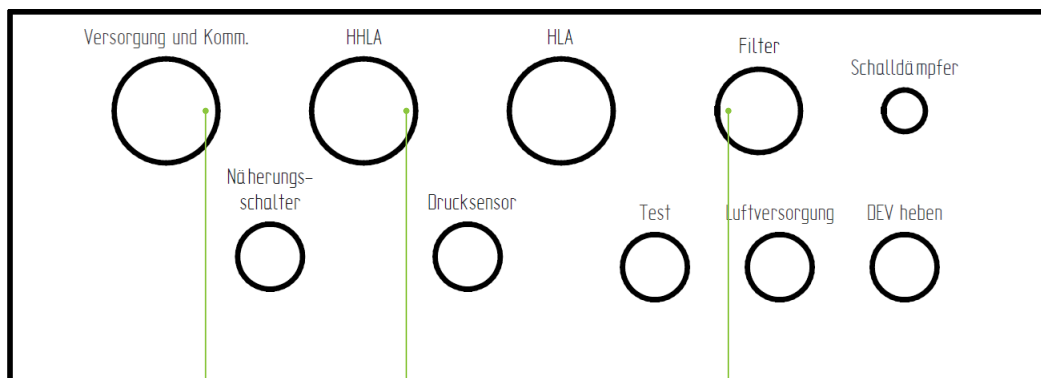 Versorgung und Komm.
HHLA
HLA
Filter
Schalldämpfer
Näherungs-
schalter
Drucksensor
Test
Luftversorgung
DEV heben